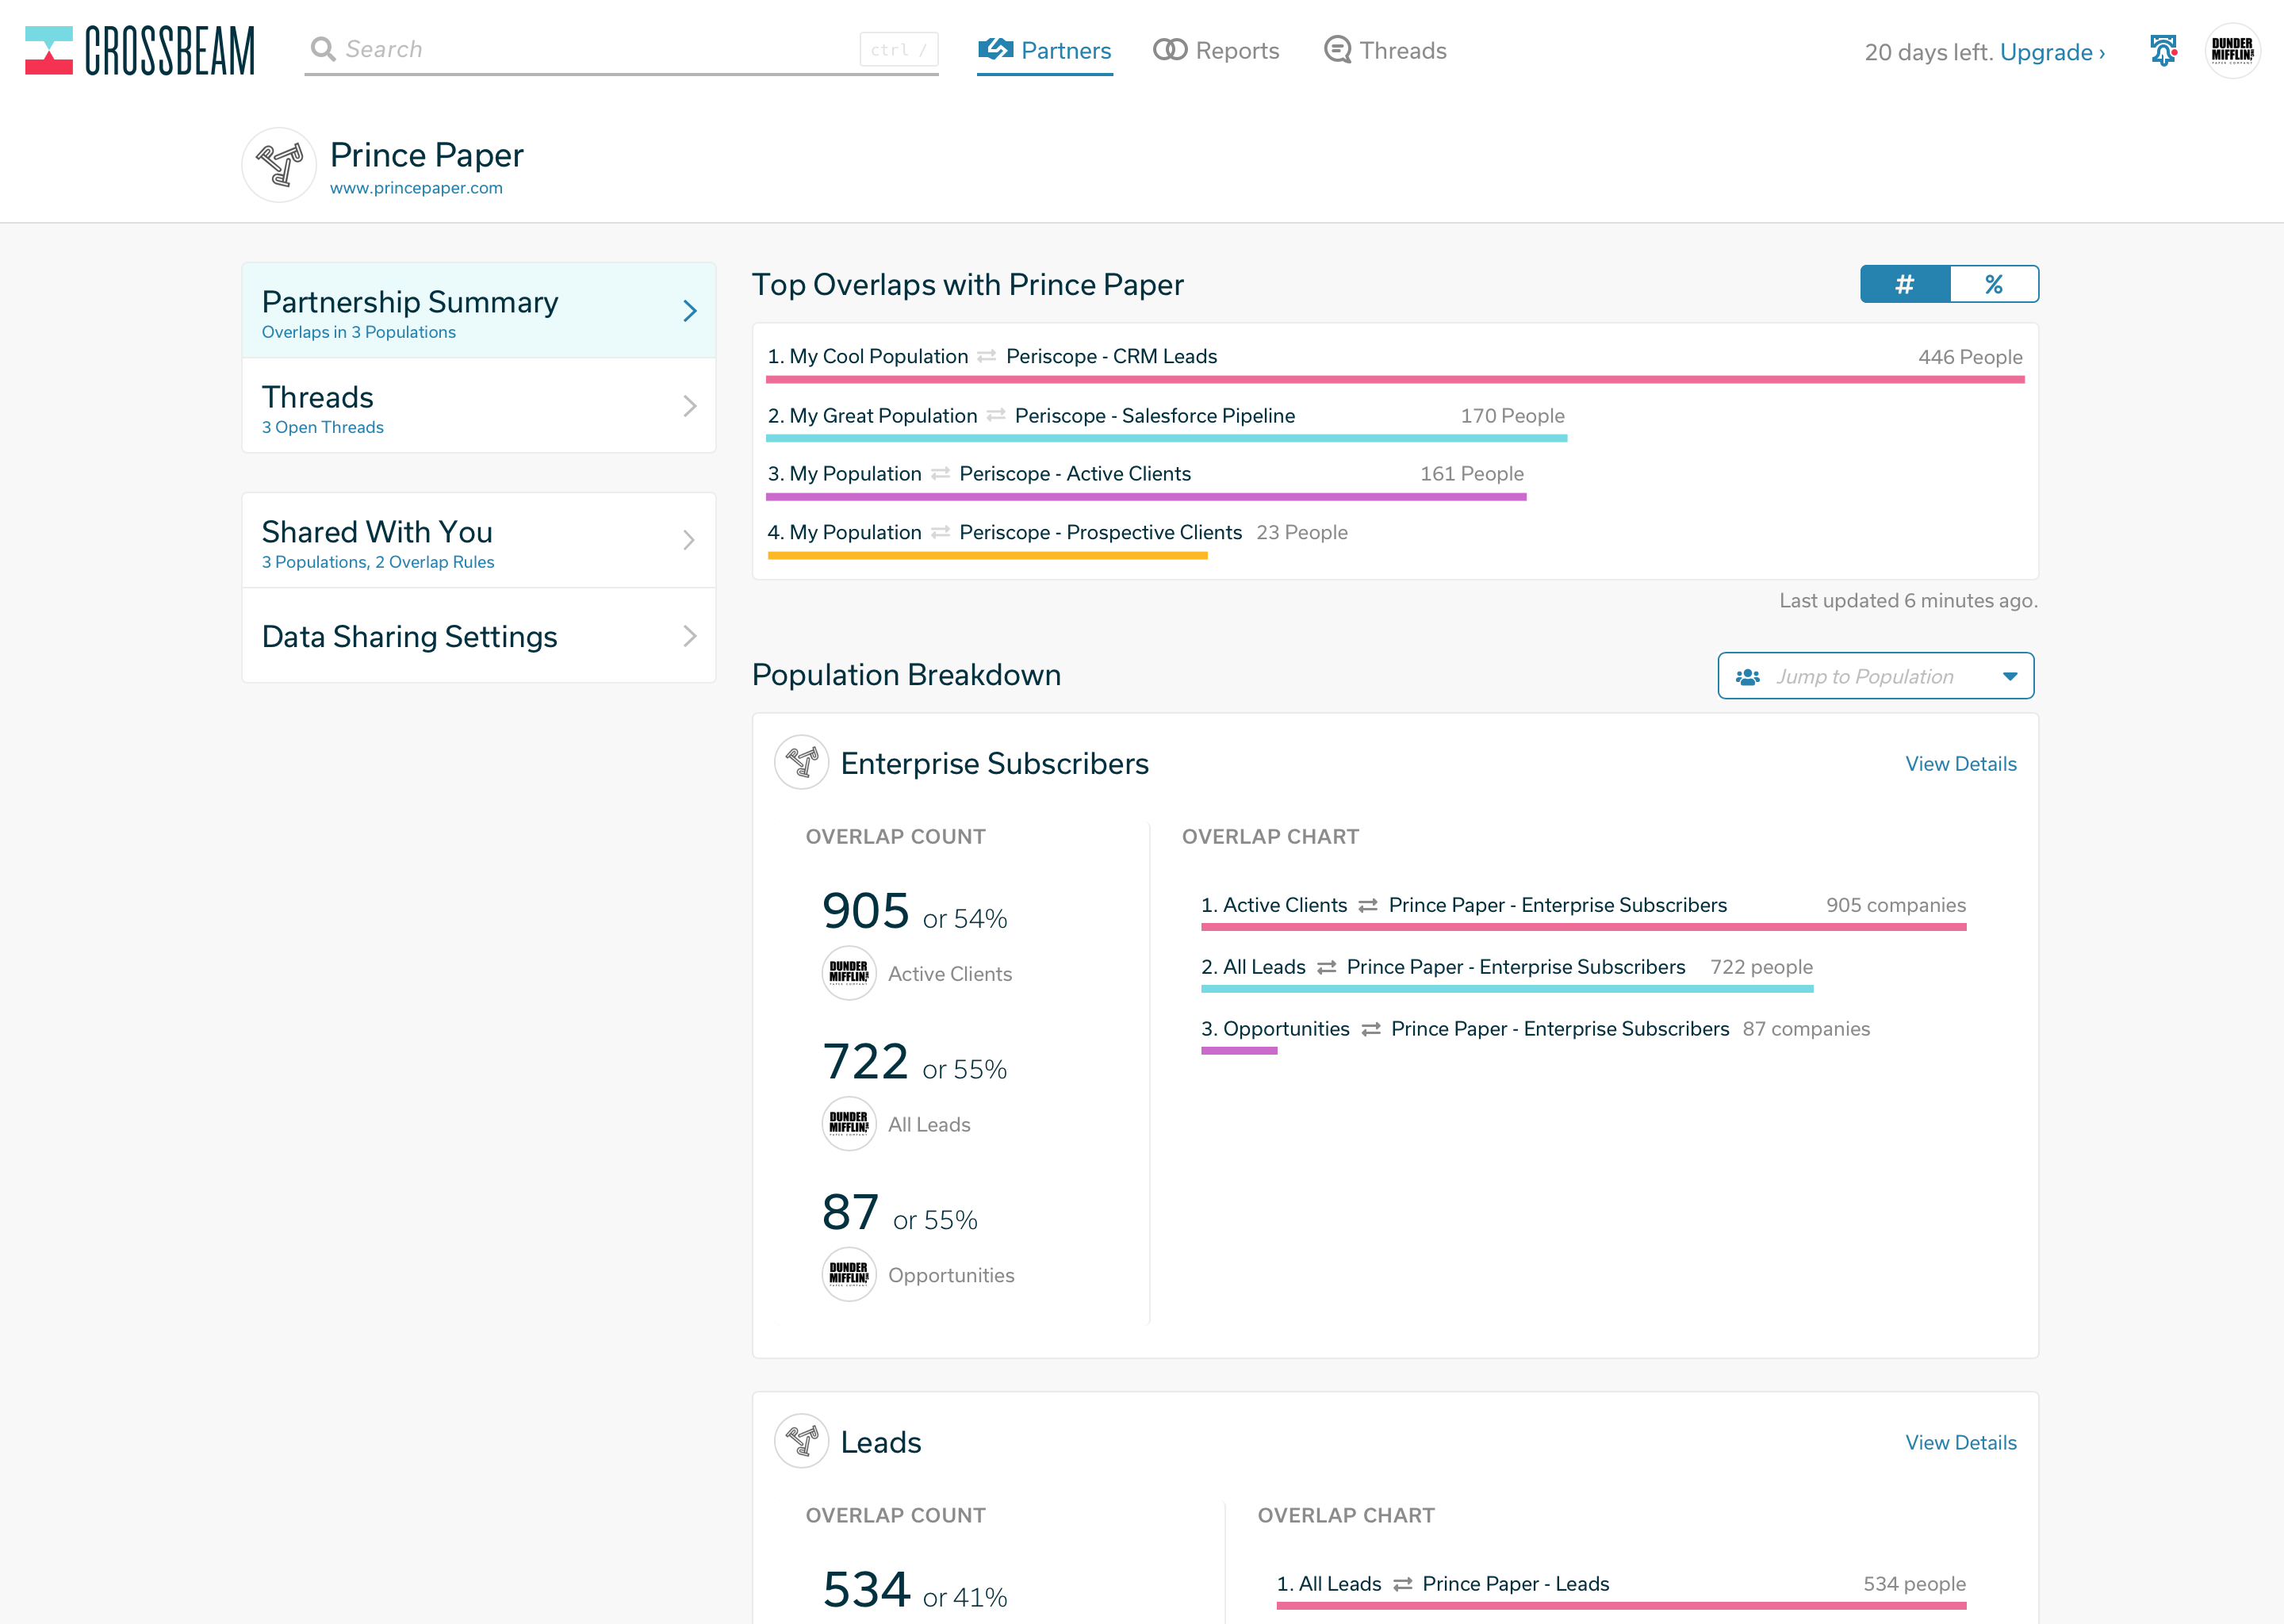 CROSSBEAM
Search
ctrl /
Partners
Reports
Threads
20 days left. Upgrade ›
DUNDER
MIFFLIN
Prince Paper
www.princepaper.com
Partnership Summary
Overlaps in 3 Populations
Threads
3 Open Threads
Shared With You
3 Populations, 2 Overlap Rules
Data Sharing Settings
Top Overlaps with Prince Paper
# %
1. My Cool Population ⇄ Periscope - CRM Leads 446 People
2. My Great Population ⇄ Periscope - Salesforce Pipeline 170 People
3. My Population ⇄ Periscope - Active Clients 161 People
4. My Population ⇄ Periscope - Prospective Clients 23 People
Last updated 6 minutes ago.
Population Breakdown
Jump to Population
Enterprise Subscribers
View Details
OVERLAP COUNT
905 or 54%
DUNDER
MIFFLIN
Active Clients
722 or 55%
DUNDER
MIFFLIN
All Leads
87 or 55%
DUNDER
MIFFLIN
Opportunities
OVERLAP CHART
1. Active Clients ⇄ Prince Paper - Enterprise Subscribers 905 companies
2. All Leads ⇄ Prince Paper - Enterprise Subscribers 722 people
3. Opportunities ⇄ Prince Paper - Enterprise Subscribers 87 companies
Leads
View Details
OVERLAP COUNT
534 or 41%
OVERLAP CHART
1. All Leads ⇄ Prince Paper - Leads 534 people